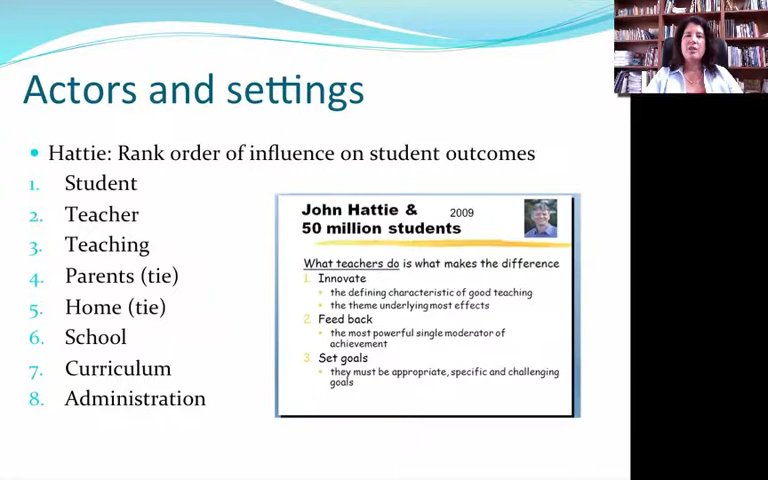 Actors and settings
• Hattie: Rank order of influence on student outcomes
1. Student
2. Teacher
3. Teaching
4. Parents (tie)
5. Home (tie)
6. School
7. Curriculum
8. Administration
John Hattie & 2009
50 million students
What teachers do is what makes the difference
1. Innovate
• the defining characteristic of good teaching
• the theme underlying most effects
2. Feed back
• the most powerful single moderator of
achievement
3. Set goals
• they must be appropriate, specific and challenging
goals